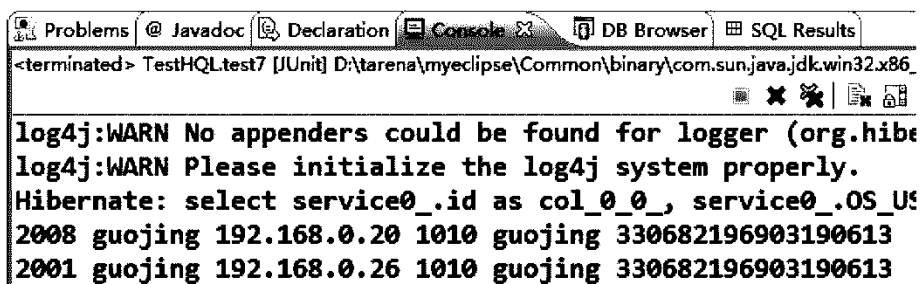 Problems @ Javadoc Declaration Console DB Browser SQL Results
<terminated> TestHQL.test7 [JUnit] D:\tarena\myeclipse\Common\binary\com.sun.java.jdk.win32.x86_
log4j:WARN No appenders could be found for logger (org.hibe
log4j:WARN Please initialize the log4j system properly.
Hibernate: select service0_.id as col_0_0_, service0_.OS_US
2008 guojing 192.168.0.20 1010 guojing 330682196903190613
2001 guojing 192.168.0.26 1010 guojing 330682196903190613